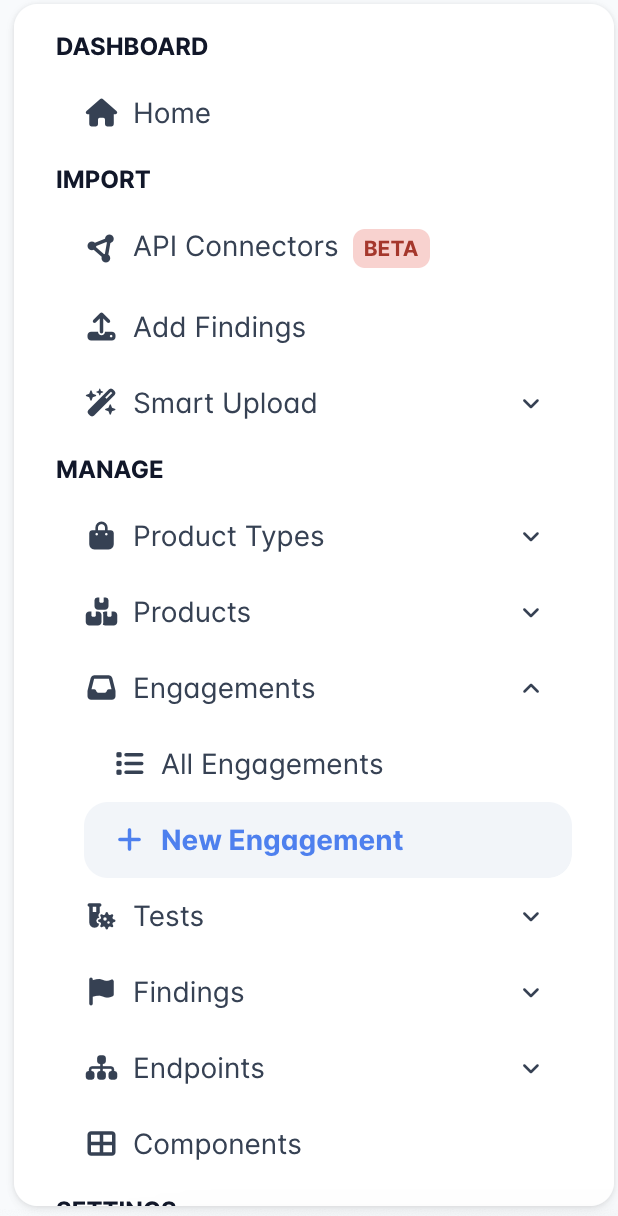 DASHBOARD
Home
IMPORT
API Connectors BETA
Add Findings
Smart Upload
MANAGE
Product Types
Products
Engagements
All Engagements
New Engagement
Tests
Findings
Endpoints
Components
SETTINGS